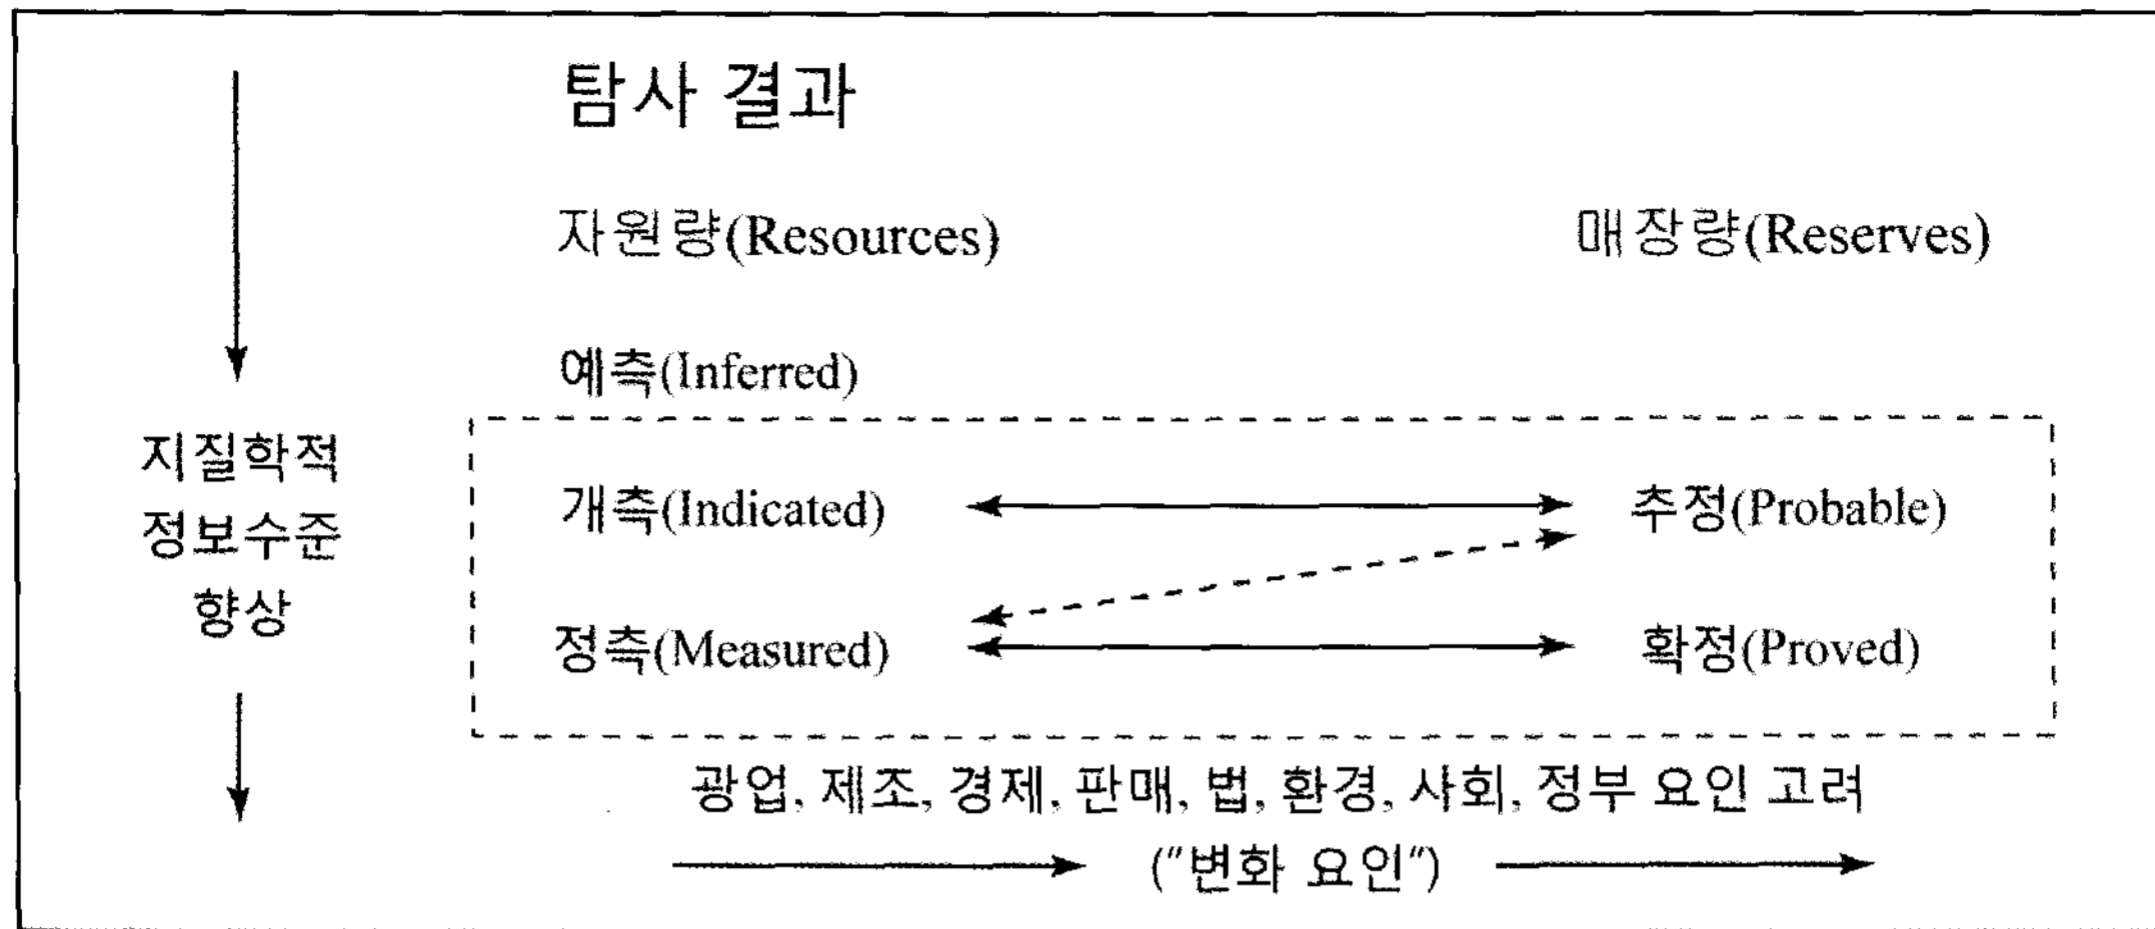 탐사 결과
자원량(Resources) 매장량(Reserves)
예측(Inferred)
지질학적
정보수준
향상
개측(Indicated) 추정(Probable)
정측(Measured) 확정(Proved)
광업, 제조, 경제, 판매, 법, 환경, 사회, 정부 요인 고려
("변화 요인")